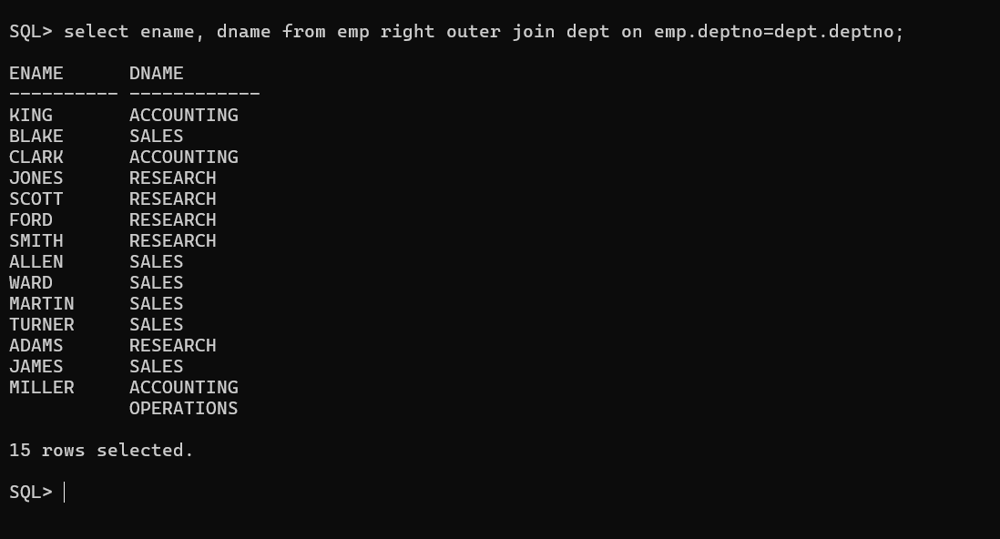 SQL> select ename, dname from emp right outer join dept on emp.deptno=dept.deptno;
ENAME      DNAME
---------- ------------
KING       ACCOUNTING
BLAKE      SALES
CLARK      ACCOUNTING
JONES      RESEARCH
SCOTT      RESEARCH
FORD       RESEARCH
SMITH      RESEARCH
ALLEN      SALES
WARD       SALES
MARTIN     SALES
TURNER     SALES
ADAMS      RESEARCH
JAMES      SALES
MILLER     ACCOUNTING
           OPERATIONS
15 rows selected.
SQL>